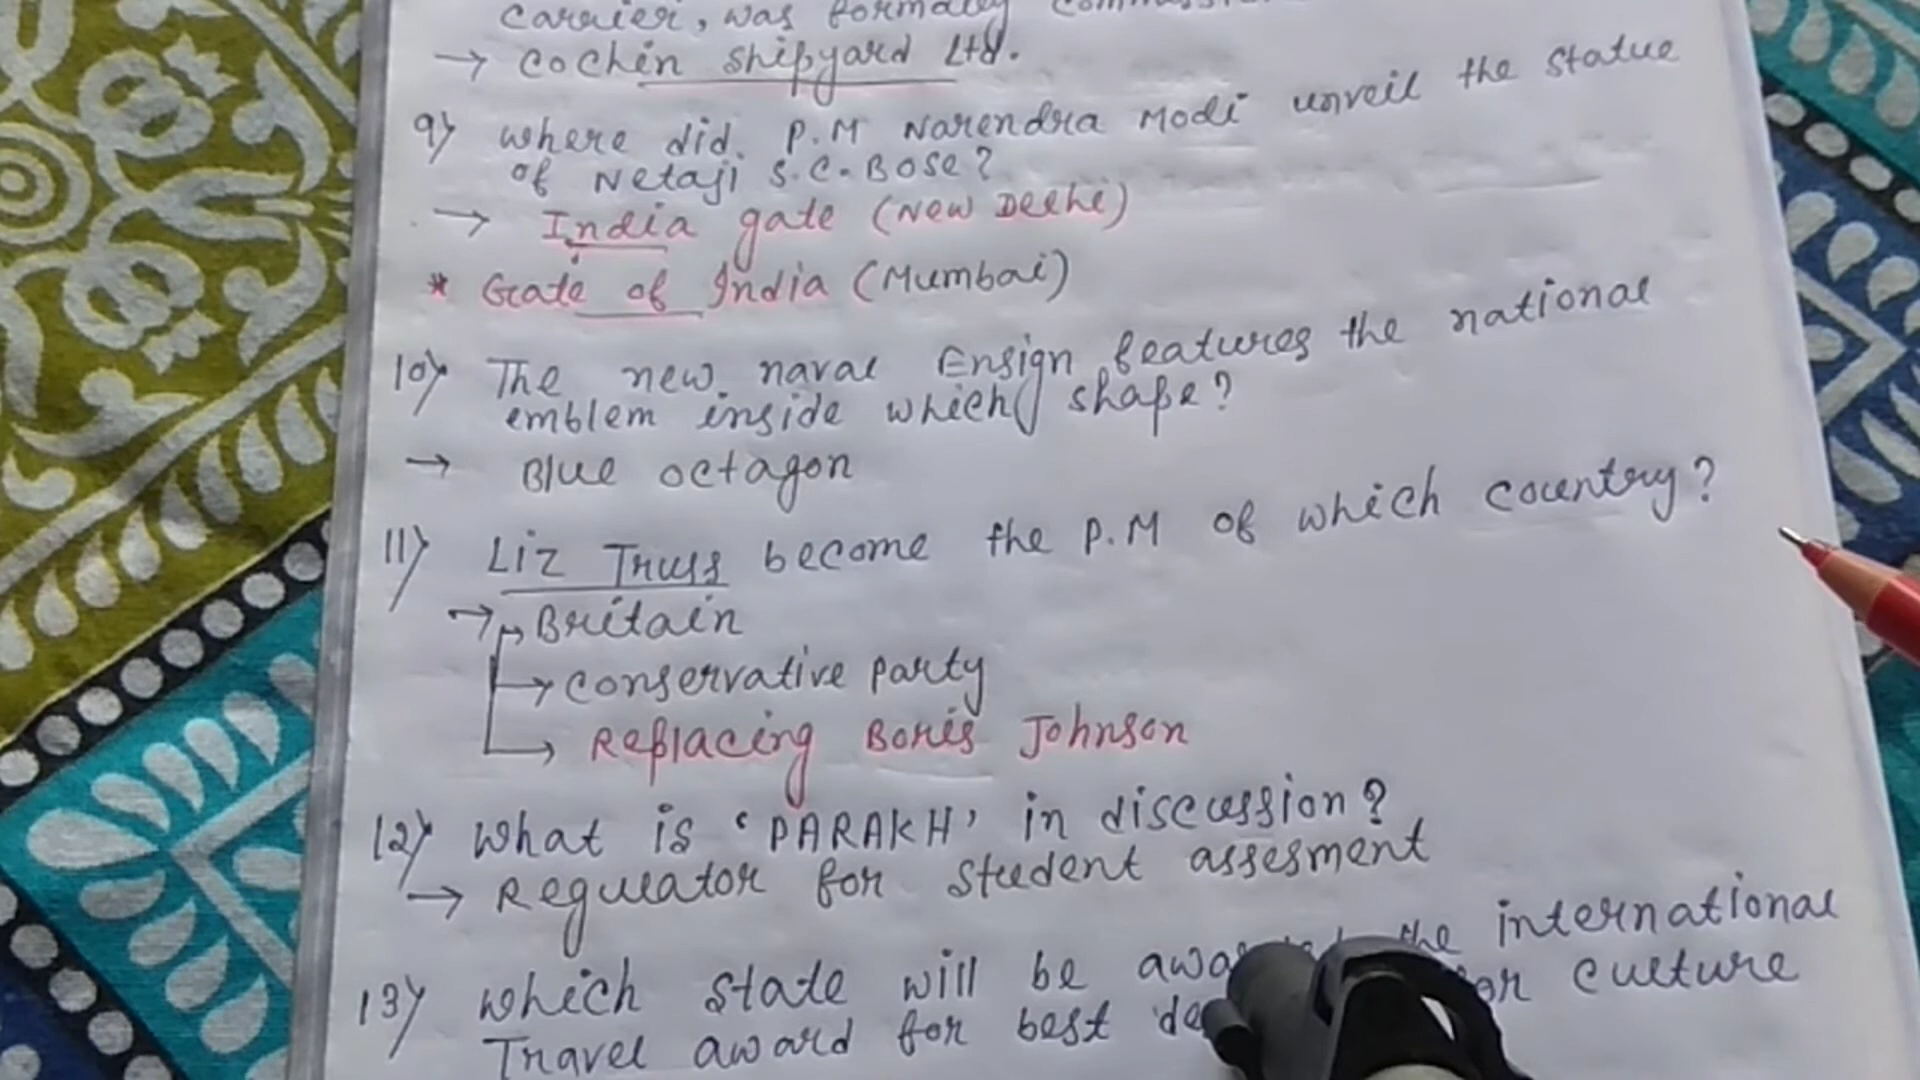 carrier, was formally
→ Cochin shipyard Ltd.
9) where did P.M Narendra Modi unveil the statue
of Netaji S.C. Bose?
→ India gate (New Delhi)
* Gate of India (Mumbai)
10) The new naval Ensign features the national
emblem inside which shape?
→ Blue octagon
11) Liz Truss become the P.M of which country?
→ → Britain
→ conservative party
→ Replacing Boris Johnson
12) What is 'PARAKH' in discussion?
→ Regulator for student assesment
13) which state will be the international
Travel award for best culture